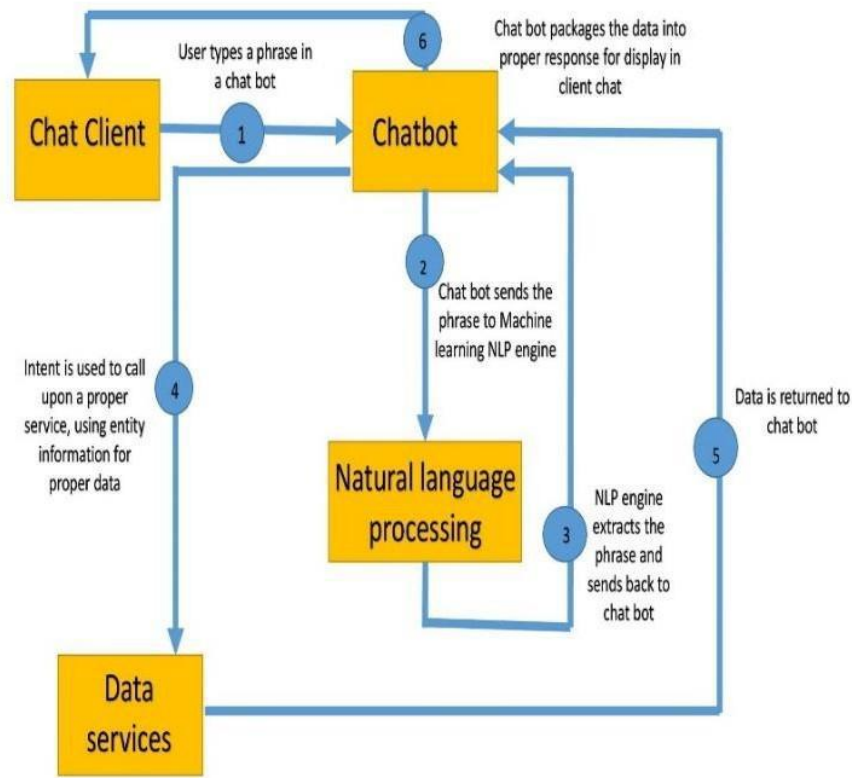 6
User types a phrase in
a chat bot
Chat bot packages the data into
proper response for display in
client chat
Chat Client
1
Chatbot
2
Chat bot sends the
phrase to Machine
learning NLP engine
Intent is used to call
upon a proper
service, using entity
information for
proper data
4
Data is returned to
chat bot
5
Natural language
processing
3
NLP engine
extracts the
phrase and
sends back to
chat bot
Data
services